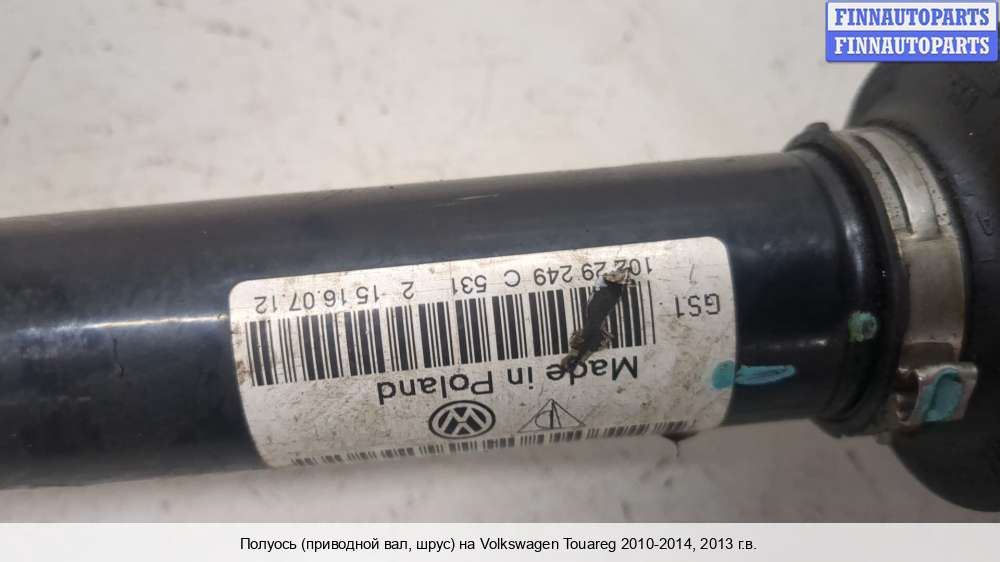 FINNAUTOPARTS
FINNAUTOPARTS
Made in Poland
GS1
102 29 249 C 531 2 15 16.07.12
Полуось (приводной вал, шрус) на Volkswagen Touareg 2010-2014, 2013 г.в.